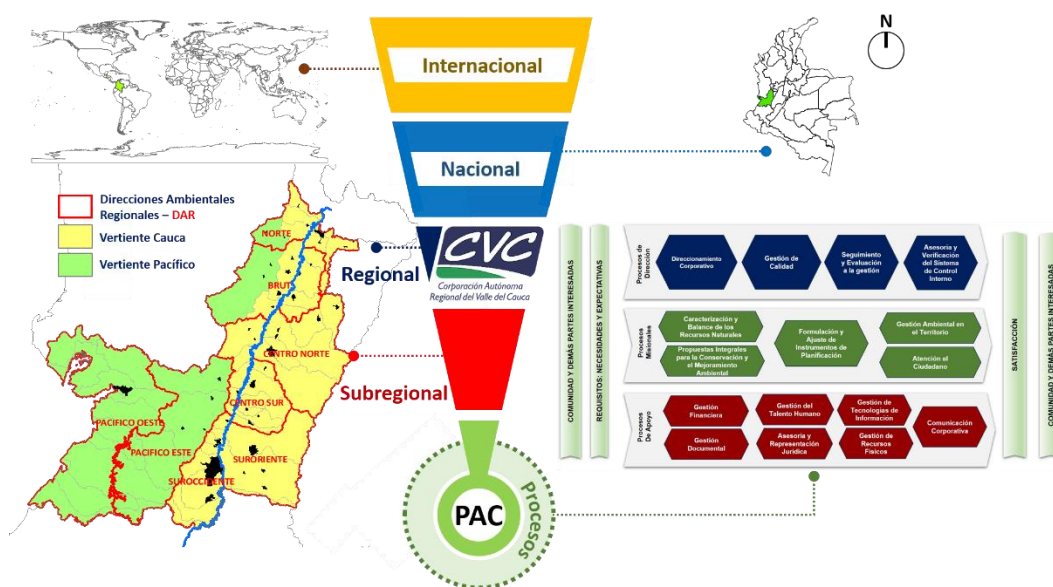 Internacional
N
Nacional
Direcciones Ambientales
Regionales – DAR
Vertiente Cauca
Vertiente Pacífico
NORTE
BRUT
CENTRO NORTE
CENTRO SUR
PACIFICO OESTE
PACIFICO ESTE
SURORIENTE
SUROCCIDENTE
Regional
CVC
Corporación Autónoma
Regional del Valle del Cauca
Subregional
PAC
Procesos
COMUNIDAD Y DEMÁS PARTES INTERESADAS
REQUISITOS: NECESIDADES Y EXPECTATIVAS
Procesos de
Dirección
Direccionamiento
Corporativo
Gestión de
Calidad
Seguimiento y
Evaluación
a la gestión
Asesoria y
Verificación
del Sistema
de Control
Interno
Procesos
Misionales
Caracterización y
Balance de los
Recursos Naturales
Propuestas Integrales
para la Conservación y
el Mejoramiento
Ambiental
Formulación y
Ajuste de
Instrumentos de
Planificación
Gestión Ambiental en
el Territorio
Atención al
Ciudadeno
Procesos
De Apoyo
Gestión
Financiera
Gestión del
Talento Humano
Gestión de
Tecnologías de
Información
Comunicación
Corporativa
Gestión
Documental
Asesoría y
Representación
Jurídica
Gestión de
Recursos
Físicos
SATISFACCIÓN
COMUNIDAD Y DEMÁS PARTES INTERESADAS